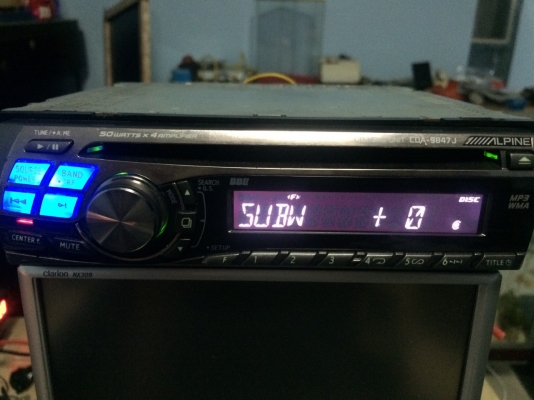 TUNE/A.ME
50WATTS × 4 AMPLIFIER
CDA-9847J
ALPINE
POWER
BAND
SEARCH
BBE
DISC
SUBW + 0
MP3
WMA
CENTER
MUTE
SETUP
F 1 2 3 4 5 6
TITLE
clarion